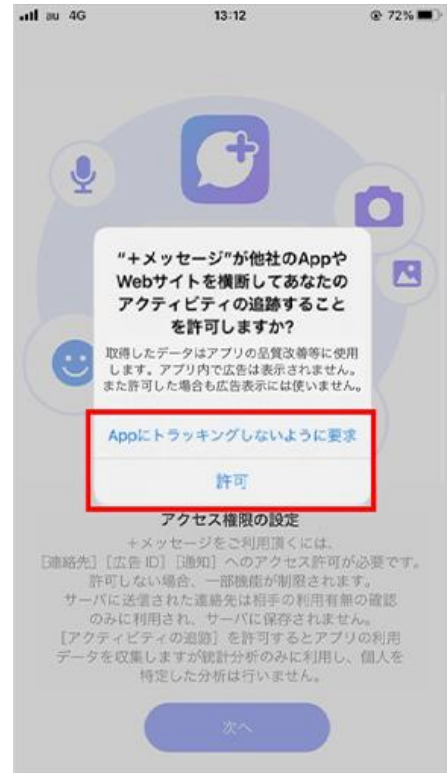 au 4G 13:12 72%
"+メッセージ"が他社のAppや
Webサイトを横断してあなたの
アクティビティの追跡すること
を許可しますか?
取得したデータはアプリの品質改善等に使用
します。アプリ内で広告は表示されません。
また許可した場合も広告表示には使いません。
Appにトラッキングしないように要求
許可
アクセス権限の設定
+メッセージをご利用頂くには、
[連絡先] [広告 ID] [通知] へのアクセス許可が必要です。
許可しない場合、一部機能が制限されます。
サーバに送信された連絡先は相手の利用有無の確認
のみに利用され、サーバに保存されません。
[アクティビティの追跡] を許可するとアプリの利用
データを収集しますが統計分析のみに利用し、個人を
特定した分析は行いません。
次へ